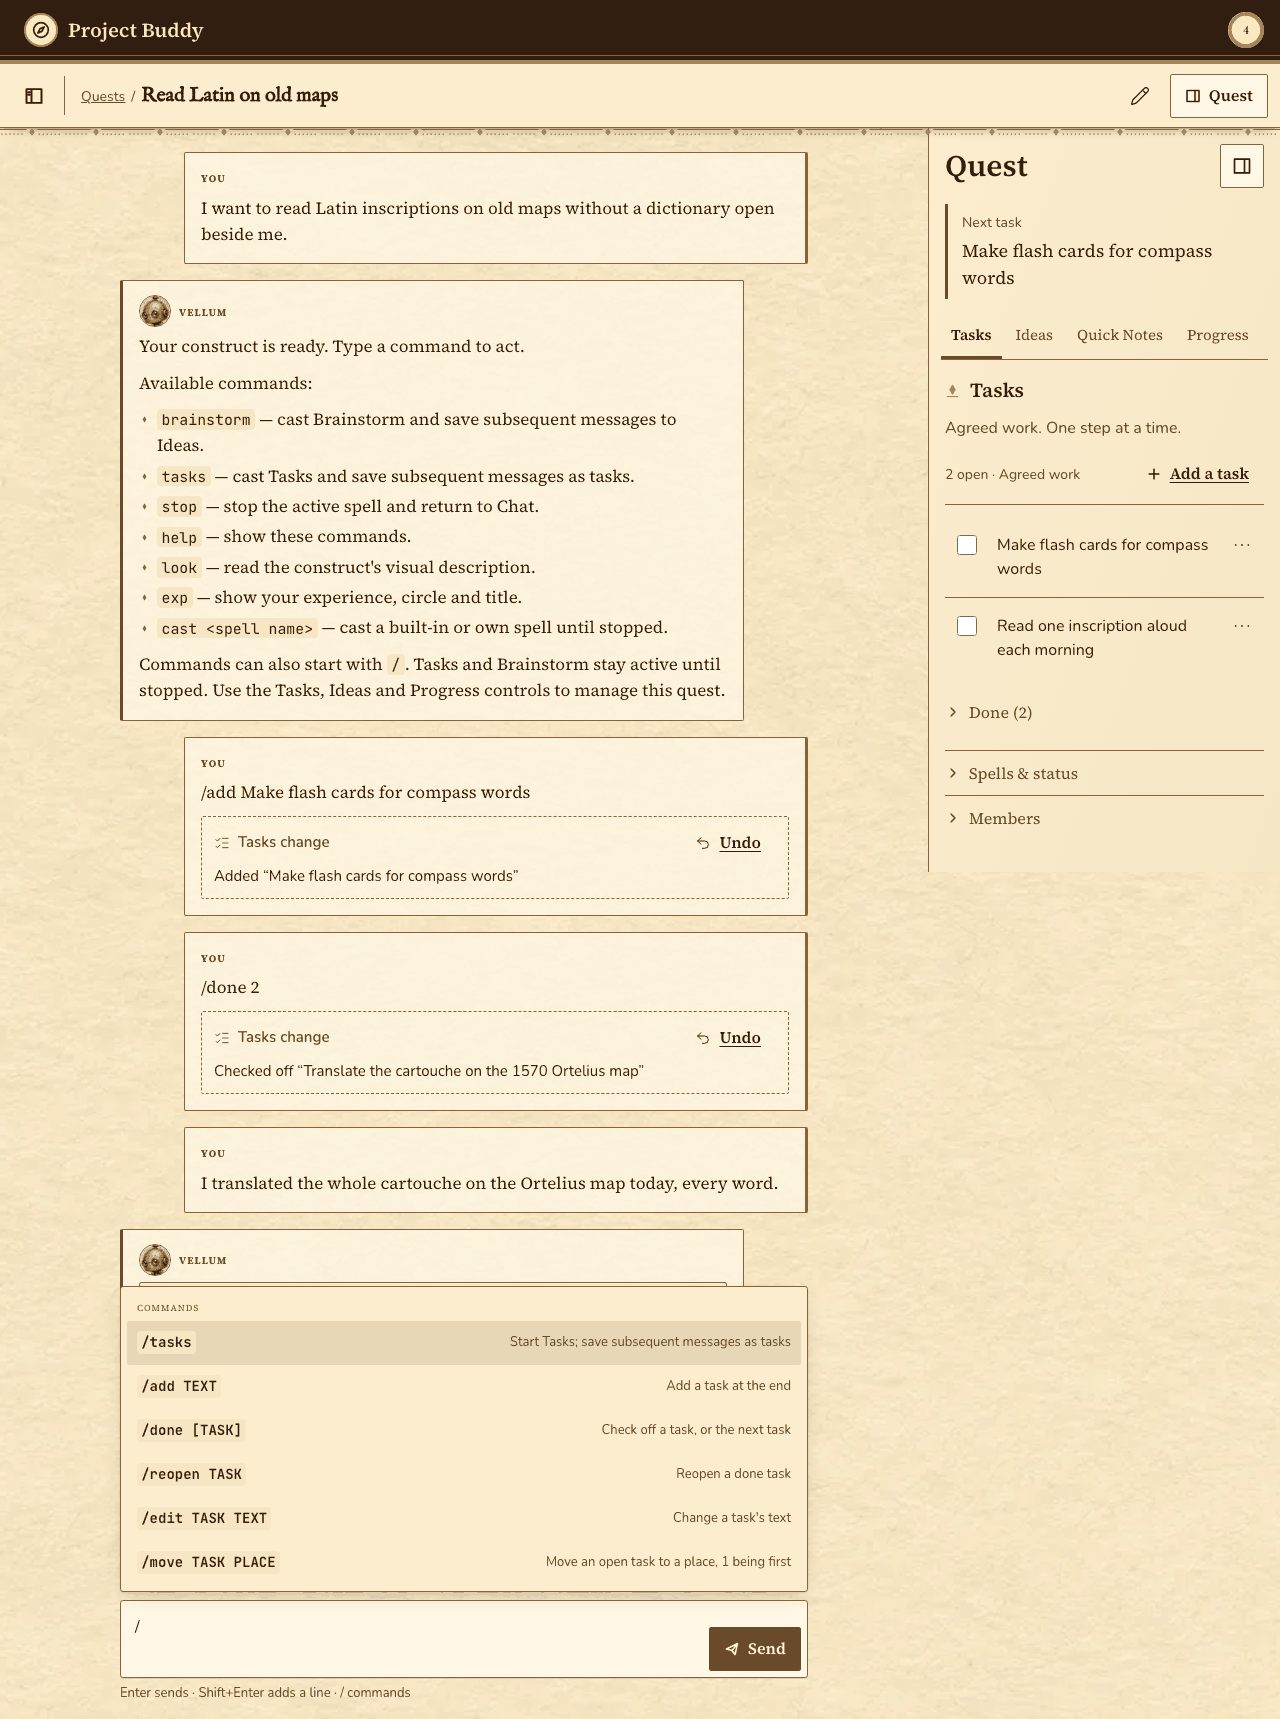 Project Buddy
4
Quests / Read Latin on old maps
Quest
YOU
I want to read Latin inscriptions on old maps without a dictionary open
beside me.
VELLUM
Your construct is ready. Type a command to act.
Available commands:
brainstorm — cast Brainstorm and save subsequent messages to
Ideas.
tasks — cast Tasks and save subsequent messages as tasks.
stop — stop the active spell and return to Chat.
help — show these commands.
look — read the construct's visual description.
exp — show your experience, circle and title.
cast <spell name> — cast a built-in or own spell until stopped.
Commands can also start with /. Tasks and Brainstorm stay active until
stopped. Use the Tasks, Ideas and Progress controls to manage this quest.
YOU
/add Make flash cards for compass words
Tasks change
Undo
Added “Make flash cards for compass words”
YOU
/done 2
Tasks change
Undo
Checked off “Translate the cartouche on the 1570 Ortelius map”
YOU
I translated the whole cartouche on the Ortelius map today, every word.
VELLUM
COMMANDS
/tasks Start Tasks; save subsequent messages as tasks
/add TEXT Add a task at the end
/done [TASK] Check off a task, or the next task
/reopen TASK Reopen a done task
/edit TASK TEXT Change a task's text
/move TASK PLACE Move an open task to a place, 1 being first
/
Send
Enter sends · Shift+Enter adds a line · / commands
Quest
Next task
Make flash cards for compass
words
Tasks Ideas Quick Notes Progress
Tasks
Agreed work. One step at a time.
2 open · Agreed work
Add a task
Make flash cards for compass
words
Read one inscription aloud
each morning
Done (2)
Spells & status
Members